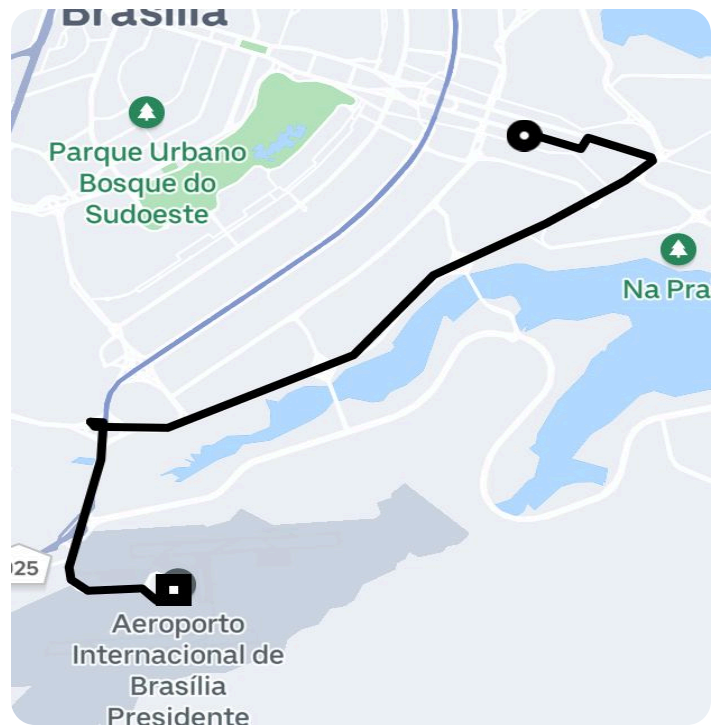 Brasília
Parque Urbano
Bosque do
Sudoeste
Na Pra
025
Aeroporto
Internacional de
Brasília
Presidente